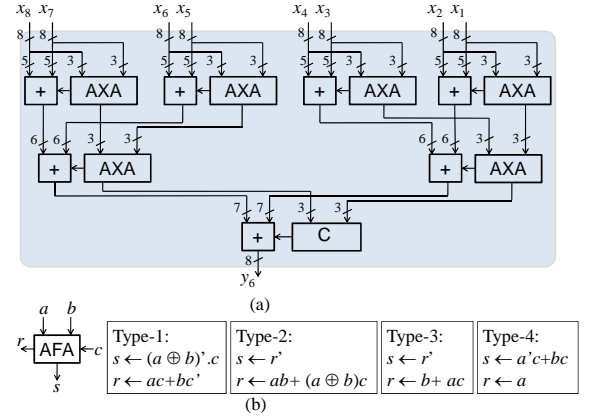 (a)
x8 x7 x6 x5 x4 x3 x2 x1
8 8 8 8 8 8 8 8
5 5 3 3 5 5 3 3 5 5 3 3 5 5 3 3
+ AXA + AXA + AXA + AXA
6 6 3 3 6 6 3 3
+ AXA + AXA
7 7 3 3
+ C
8
y6
(a)
a b
r AFA c
s
Type-1:
s ← (a ⊕ b)’.c
r ← ac+bc’
Type-2:
s ← r’
r ← ab+ (a ⊕ b)c
Type-3:
s ← r’
r ← b+ ac
Type-4:
s ← a’c+bc
r ← a
(b)